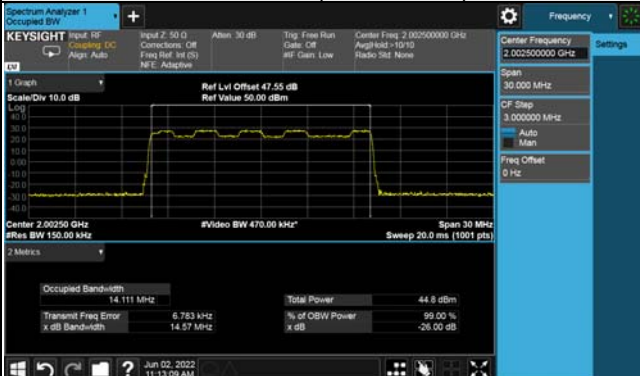 Spectrum Analyzer 1
Occupied BW
Frequency
KEYSIGHT
Input: RF
Coupling: DC
Align: Auto
Input Z: 50 Ω
Corrections: Off
Freq Ref: Int (S)
NFE: Adaptive
Atten: 30 dB
Trig: Free Run
Gate: Off
#IF Gain: Low
Center Freq: 2.002500000 GHz
Avg|Hold:>10/10
Radio Std: None
1 Graph
Scale/Div 10.0 dB
Ref Lvl Offset 47.55 dB
Ref Value 50.00 dBm
Log
40.0
30.0
20.0
10.0
0.00
-10.0
-20.0
-30.0
-40.0
Center 2.00250 GHz
#Res BW 150.00 kHz
#Video BW 470.00 kHz*
Span 30 MHz
Sweep 20.0 ms (1001 pts)
2 Metrics
Occupied Bandwidth
14.111 MHz
Transmit Freq Error 6.783 kHz
x dB Bandwidth 14.57 MHz
Total Power 44.8 dBm
% of OBW Power 99.00 %
x dB -26.00 dB
Jun 02, 2022
11:13:09 AM
Center Frequency
2.002500000 GHz
Span
30.000 MHz
CF Step
3.000000 MHz
Auto
Man
Freq Offset
0 Hz
Settings